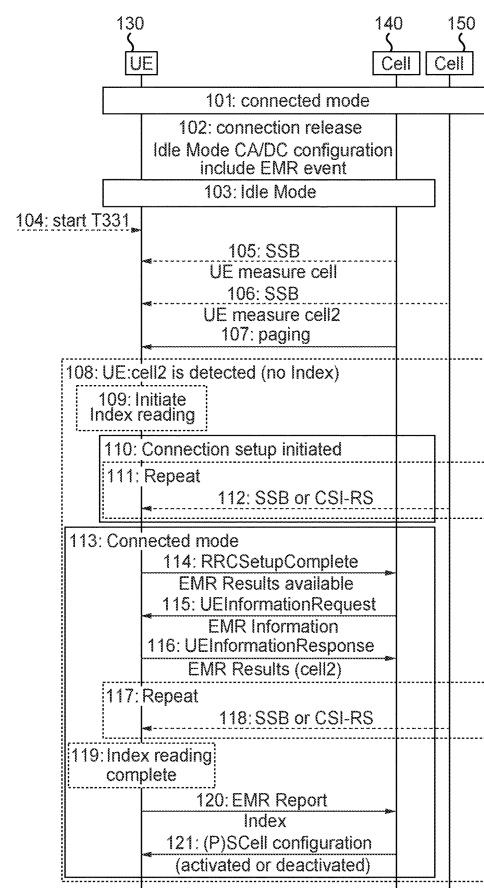 130 140 150
UE Cell Cell
101: connected mode
102: connection release
Idle Mode CA/DC configuration
include EMR event
103: Idle Mode
104: start T331
105: SSB
UE measure cell
106: SSB
UE measure cell2
107: paging
108: UE:cell2 is detected (no Index)
109: Initiate
Index reading
110: Connection setup initiated
111: Repeat
112: SSB or CSI-RS
113: Connected mode
114: RRCSetupComplete
EMR Results available
115: UEInformationRequest
EMR Information
116: UEInformationResponse
EMR Results (cell2)
117: Repeat
118: SSB or CSI-RS
119: Index reading
complete
120: EMR Report
Index
121: (P)SCell configuration
(activated or deactivated)